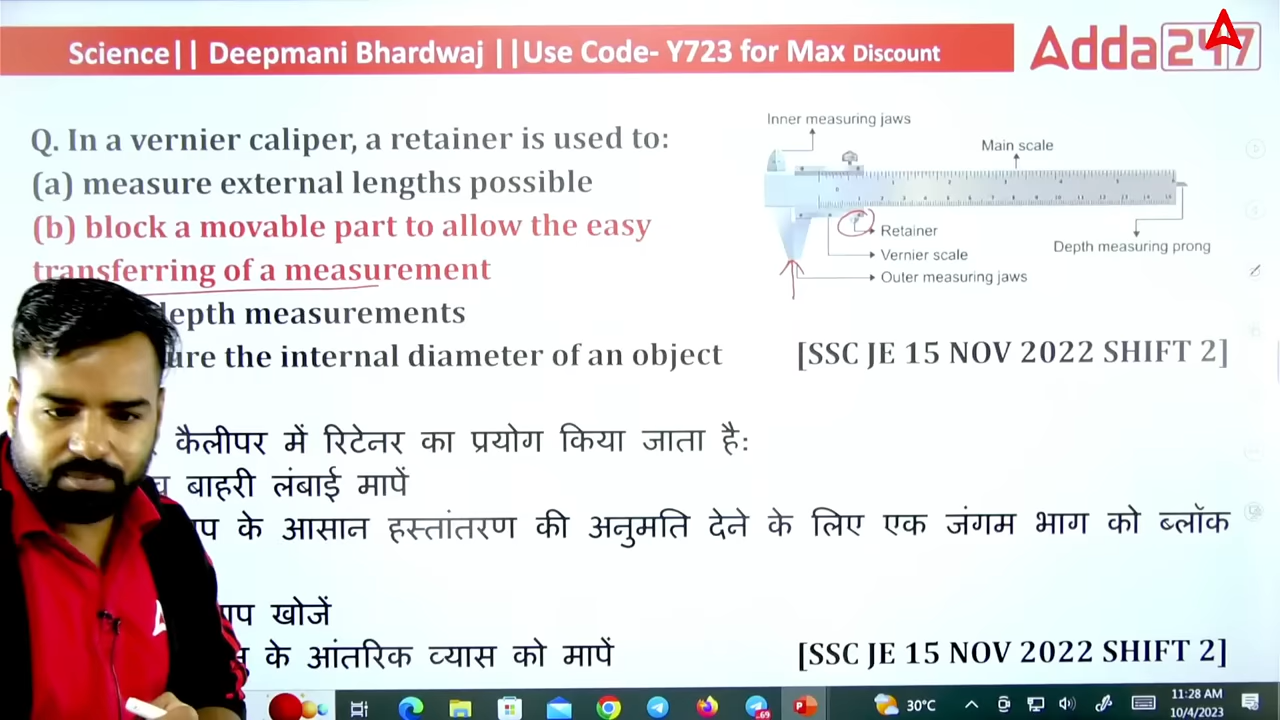 Science|| Deepmani Bhardwaj ||Use Code- Y723 for Max Discount
Adda247
Q. In a vernier caliper, a retainer is used to:
(a) measure external lengths possible
(b) block a movable part to allow the easy
transferring of a measurement
depth measurements
the internal diameter of an object
[SSC JE 15 NOV 2022 SHIFT 2]
Inner measuring jaws
Main scale
Retainer
Depth measuring prong
Vernier scale
Outer measuring jaws
कैलीपर में रिटेनर का प्रयोग किया जाता है:
बाहरी लंबाई मापें
के आसान हस्तांतरण की अनुमति देने के लिए एक जंगम भाग को ब्लॉक
खोजें
के आंतरिक व्यास को मापें
[SSC JE 15 NOV 2022 SHIFT 2]
30°C
11:28 AM
10/4/2023